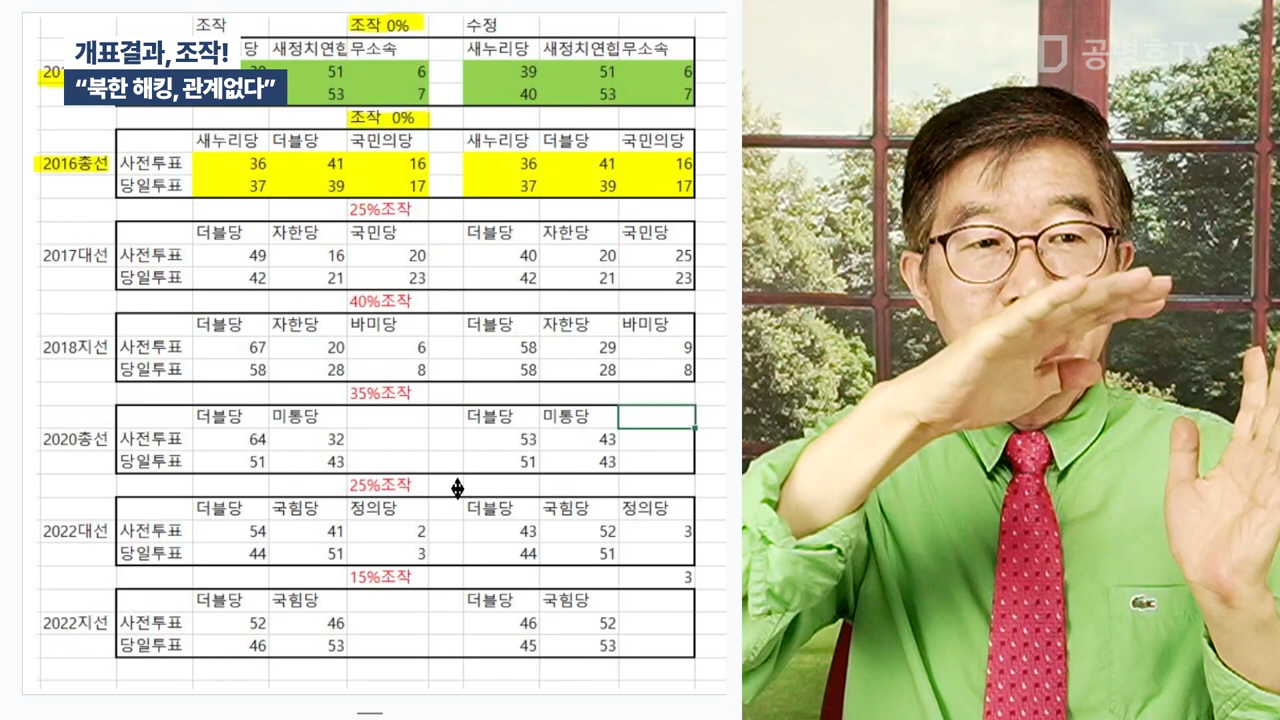 개표결과, 조작!
“북한 해킹, 관계없다”
공병호TV
조작 조작 0% 수정
당 새정치연합 무소속 새누리당 새정치연합 무소속
51 6 39 51 6
53 7 40 53 7
조작 0%
새누리당 더블당 국민의당 새누리당 더블당 국민의당
2016총선 사전투표 36 41 16 36 41 16
당일투표 37 39 17 37 39 17
25%조작
더블당 자한당 국민당 더블당 자한당 국민당
2017대선 사전투표 49 16 20 40 20 25
당일투표 42 21 23 42 21 23
40%조작
더블당 자한당 바미당 더블당 자한당 바미당
2018지선 사전투표 67 20 6 58 29 9
당일투표 58 28 8 58 28 8
35%조작
더블당 미통당 더블당 미통당
2020총선 사전투표 64 32 53 43
당일투표 51 43 51 43
25%조작
더블당 국힘당 정의당 더블당 국힘당 정의당
2022대선 사전투표 54 41 2 43 52 3
당일투표 44 51 3 44 51
15%조작 3
더블당 국힘당 더블당 국힘당
2022지선 사전투표 52 46 46 52
당일투표 46 53 45 53